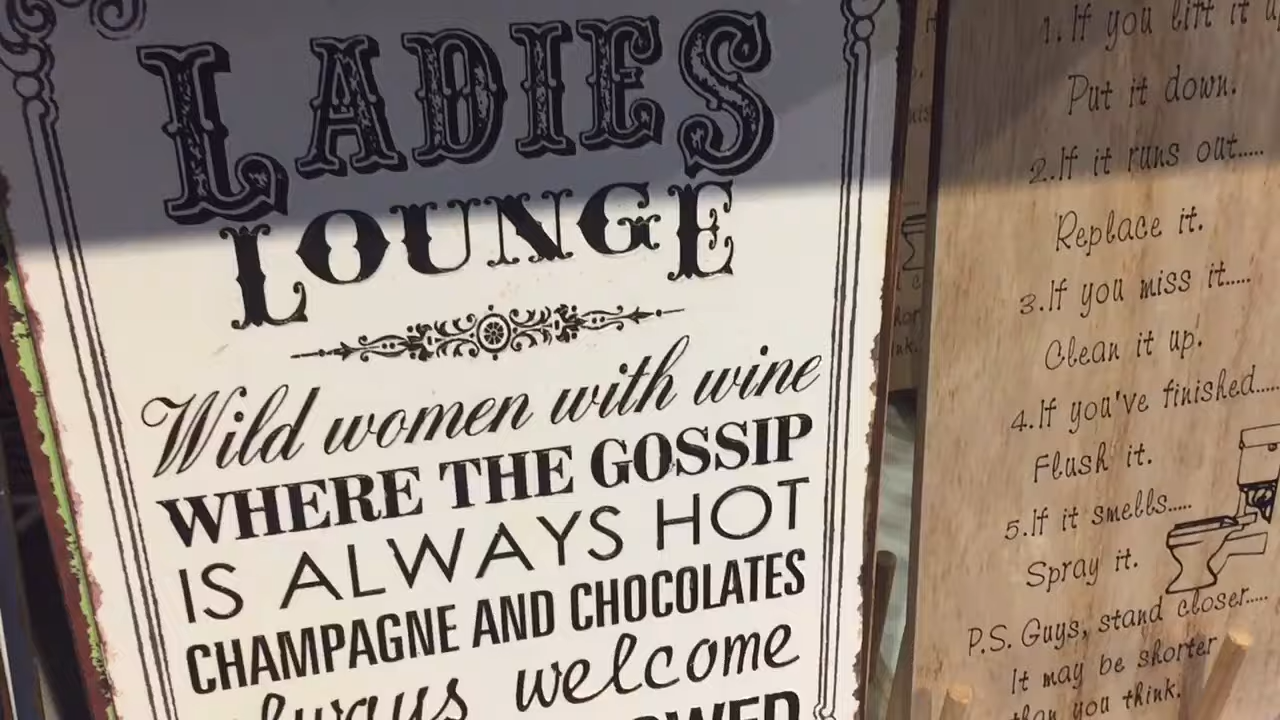 LADIES
LOUNGE
Wild women with wine
WHERE THE GOSSIP
IS ALWAYS HOT
CHAMPAGNE AND CHOCOLATES
always welcome
1. If you lift it
Put it down.
2. If it runs out.....
Replace it.
3. If you miss it.....
Clean it up.
4. If you've finished.....
Flush it.
5. If it smells.....
Spray it.
P.S. Guys, stand closer.....
It may be shorter
than you think.